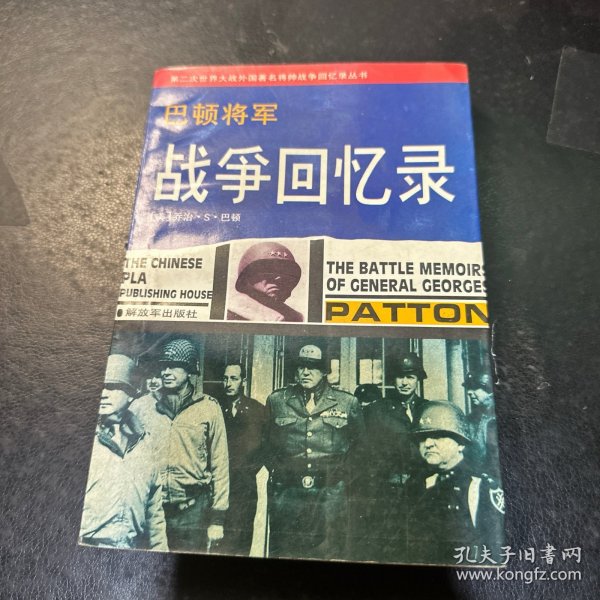 第二次世界大战外国著名将帅战争回忆录丛书
巴顿将军
战争回忆录
[美]乔治·S·巴顿
THE CHINESE
PLA
PUBLISHING HOUSE
解放军出版社
THE BATTLE MEMOIRS
OF GENERAL GEORGES
PATTON
孔夫子旧书网
www.kongfz.com